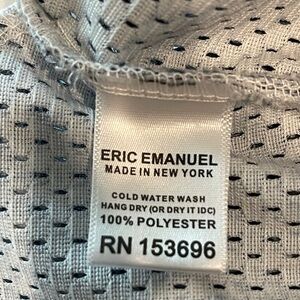 ERIC EMANUEL
MADE IN NEW YORK
COLD WATER WASH
HANG DRY (OR DRY IT IDC)
100% POLYESTER
RN 153696